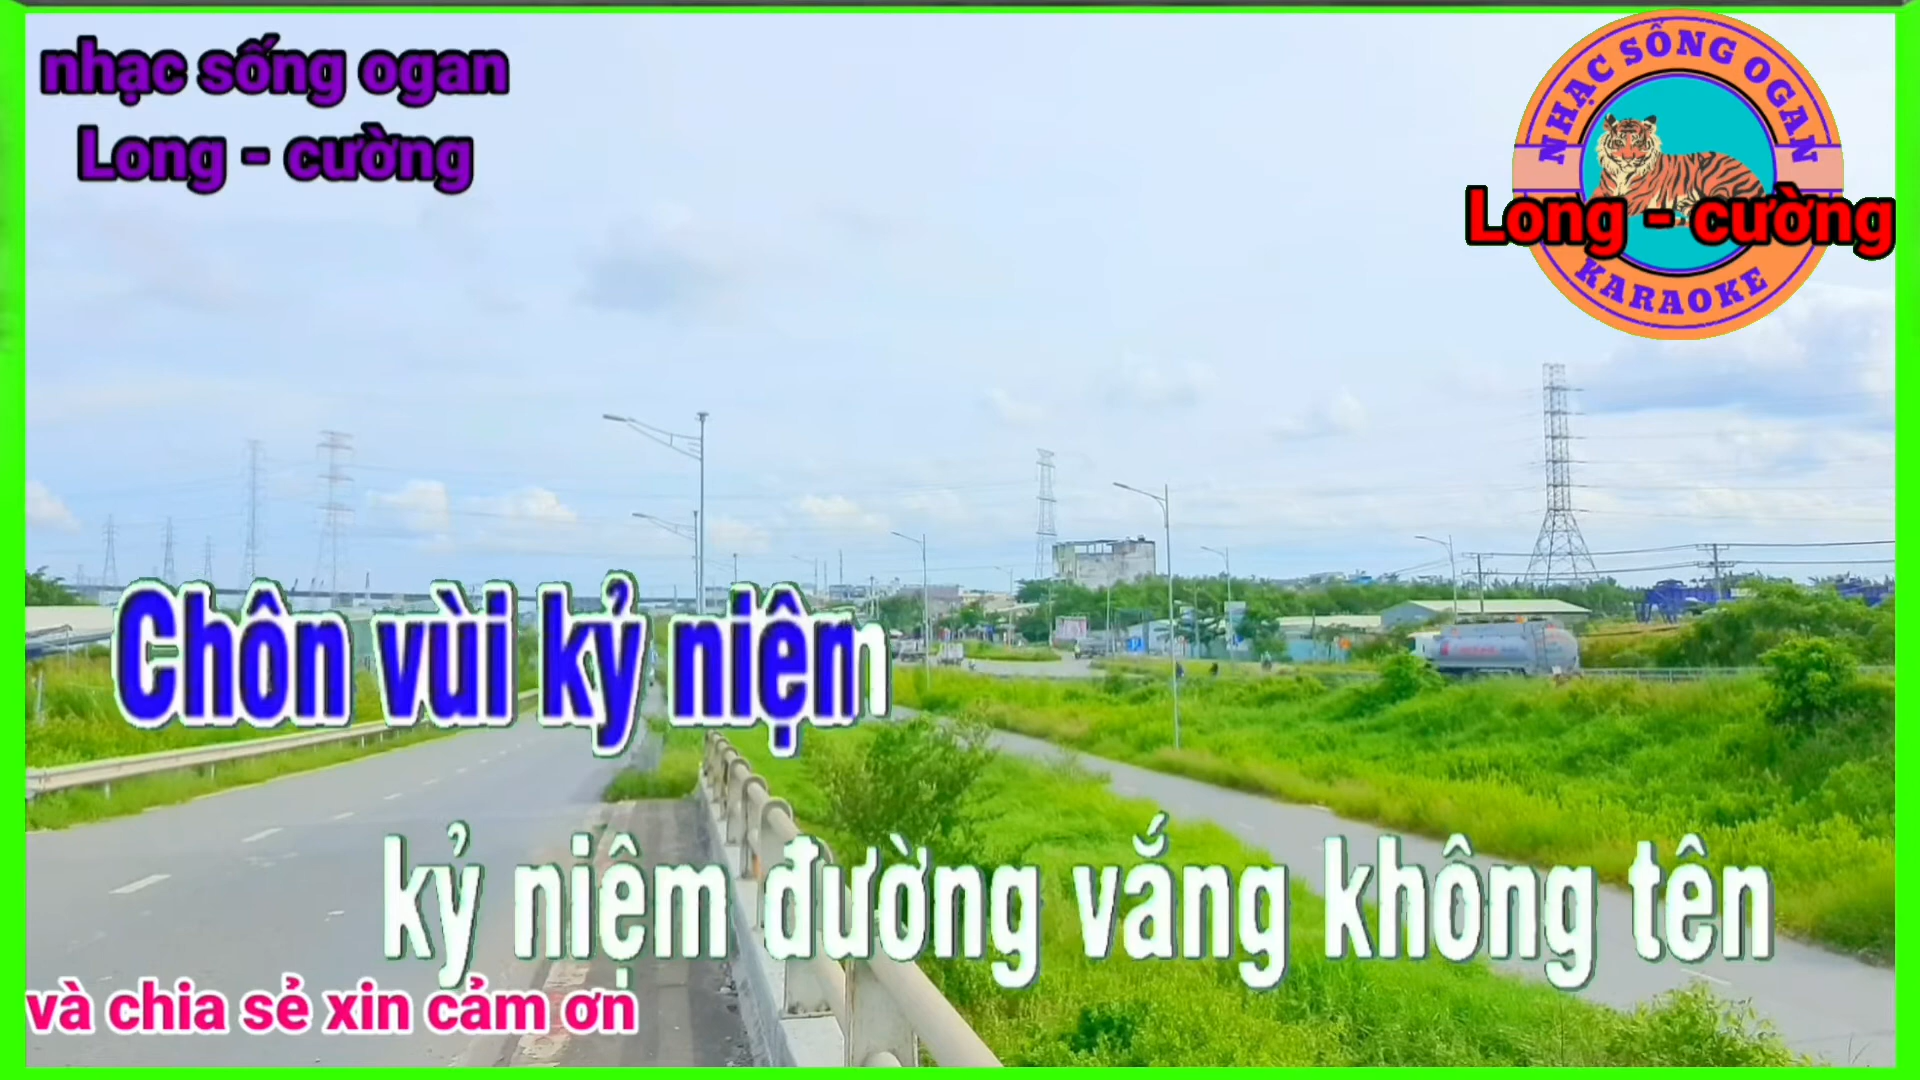 nhạc sống ogan
Long - cường
NHẠC SỐNG OGAN
Long - cường
KARAOKE
Chôn vùi kỷ niệm
kỷ niệm đường vắng không tên
và chia sẻ xin cảm ơn